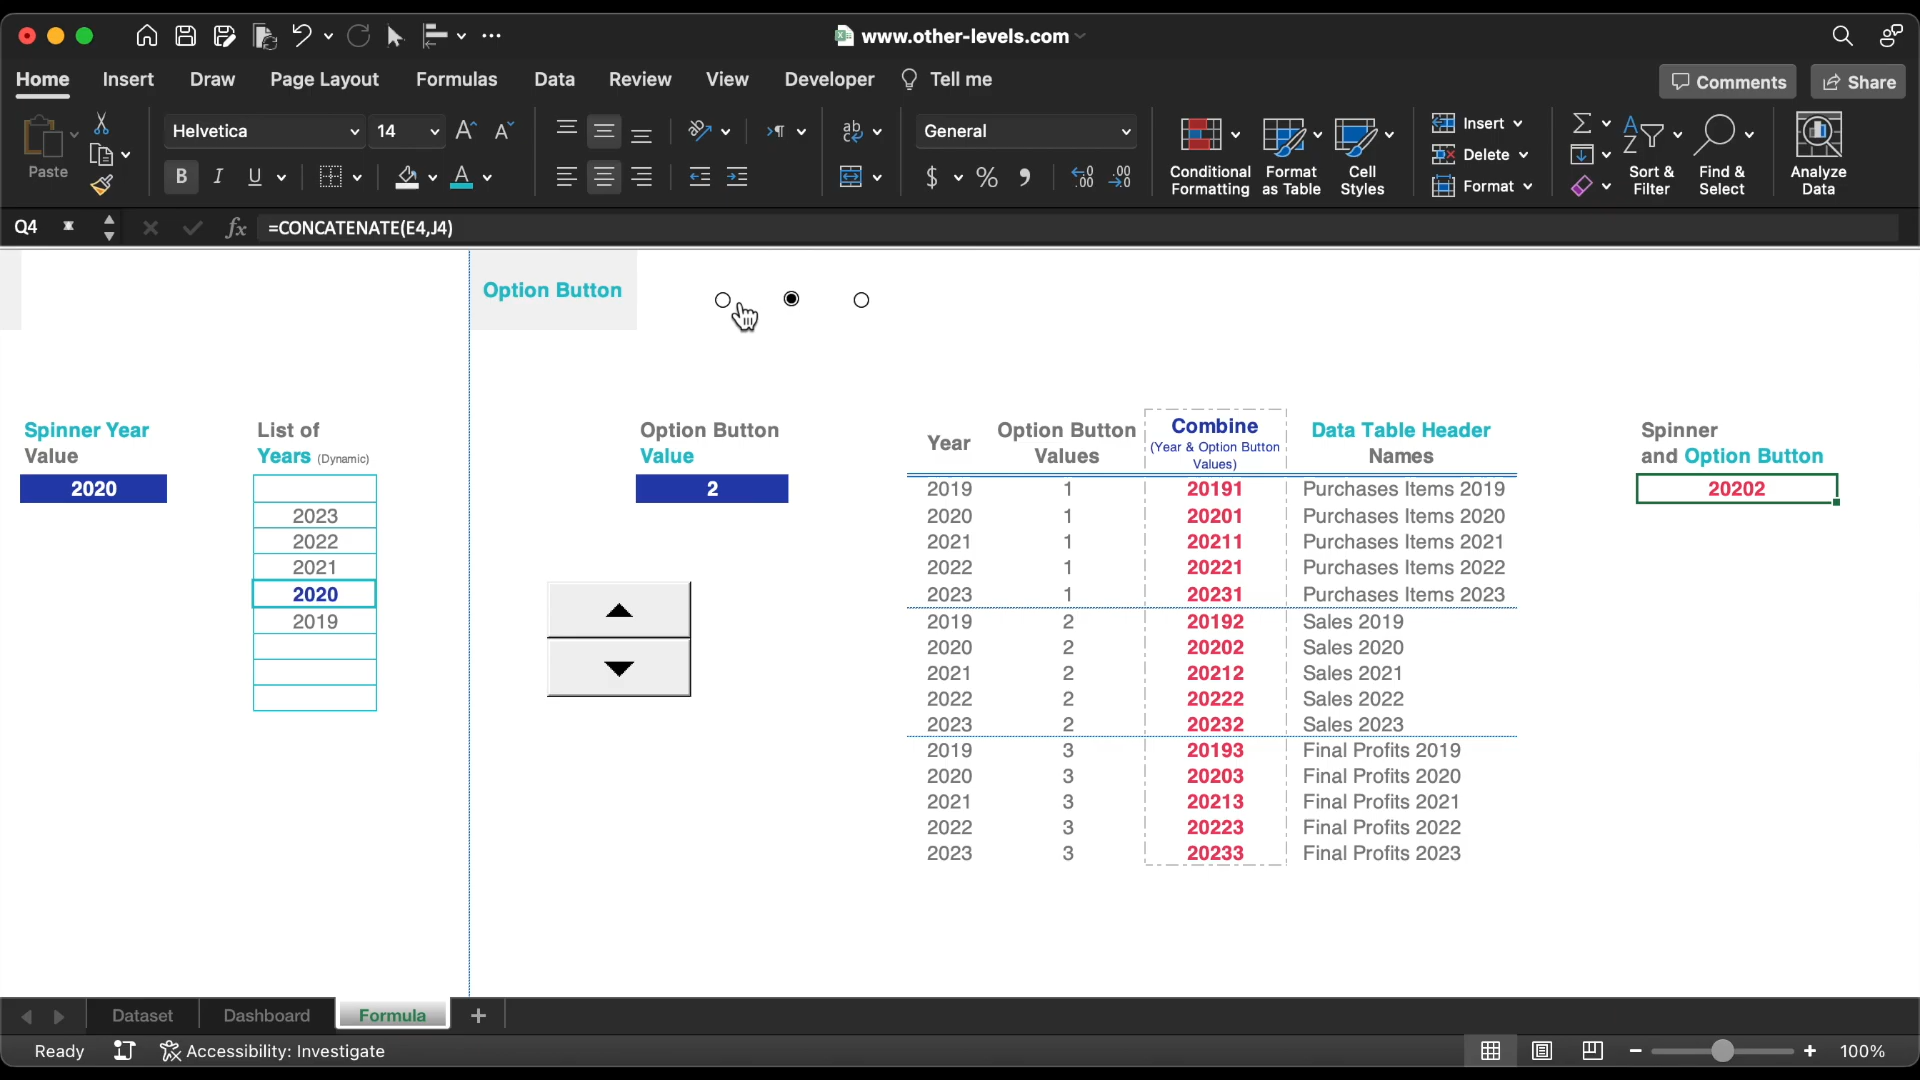 www.other-levels.com
Home Insert Draw Page Layout Formulas Data Review View Developer Tell me Comments Share
Paste Helvetica 14 General Conditional Formatting Format as Table Cell Styles Insert Delete Format Sort & Filter Find & Select Analyze Data
B I U A $ %
Q4 fx =CONCATENATE(E4,J4)
Option Button
Spinner Year
Value
2020
List of
Years (Dynamic)
2023
2022
2021
2020
2019
Option Button
Value
2
Year Option Button Values Combine (Year & Option Button Values) Data Table Header Names
2019 1 20191 Purchases Items 2019
2020 1 20201 Purchases Items 2020
2021 1 20211 Purchases Items 2021
2022 1 20221 Purchases Items 2022
2023 1 20231 Purchases Items 2023
2019 2 20192 Sales 2019
2020 2 20202 Sales 2020
2021 2 20212 Sales 2021
2022 2 20222 Sales 2022
2023 2 20232 Sales 2023
2019 3 20193 Final Profits 2019
2020 3 20203 Final Profits 2020
2021 3 20213 Final Profits 2021
2022 3 20223 Final Profits 2022
2023 3 20233 Final Profits 2023
Spinner
and Option Button
20202
Dataset Dashboard Formula +
Ready Accessibility: Investigate 100%